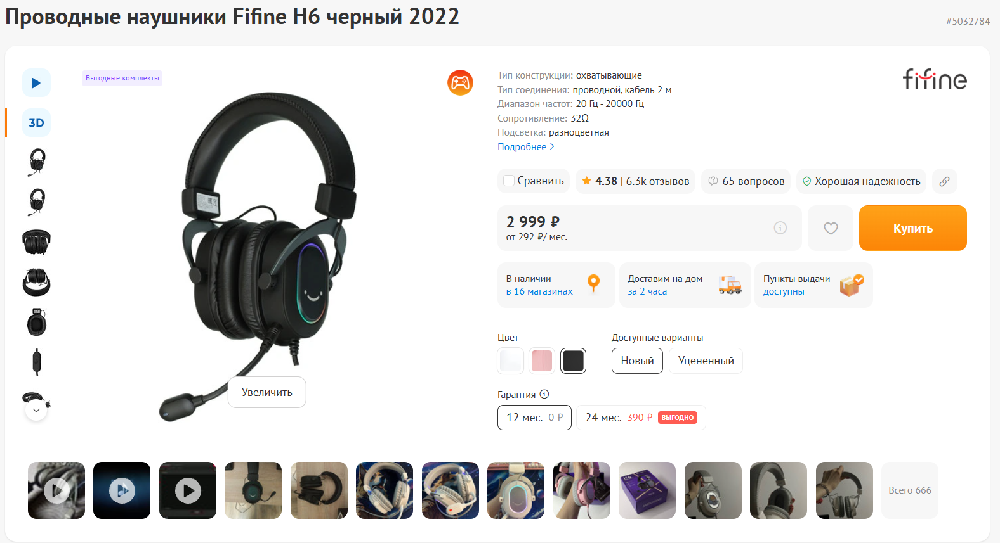 Проводные наушники Fifine H6 черный 2022
#5032784
Выгодные комплекты
3D
Увеличить
Тип конструкции: охватывающие
Тип соединения: проводной, кабель 2 м
Диапазон частот: 20 Гц - 20000 Гц
Сопротивление: 32Ω
Подсветка: разноцветная
Подробнее
fifine
Сравнить
4.38 | 6.3k отзывов
65 вопросов
Хорошая надежность
2 999 ₽
от 292 ₽/ мес.
Купить
В наличии
в 16 магазинах
Доставим на дом
за 2 часа
Пункты выдачи
доступны
Цвет
Доступные варианты
Новый
Уценённый
Гарантия
12 мес. 0 ₽
24 мес. 390 ₽ ВЫГОДНО
H6
Всего 666